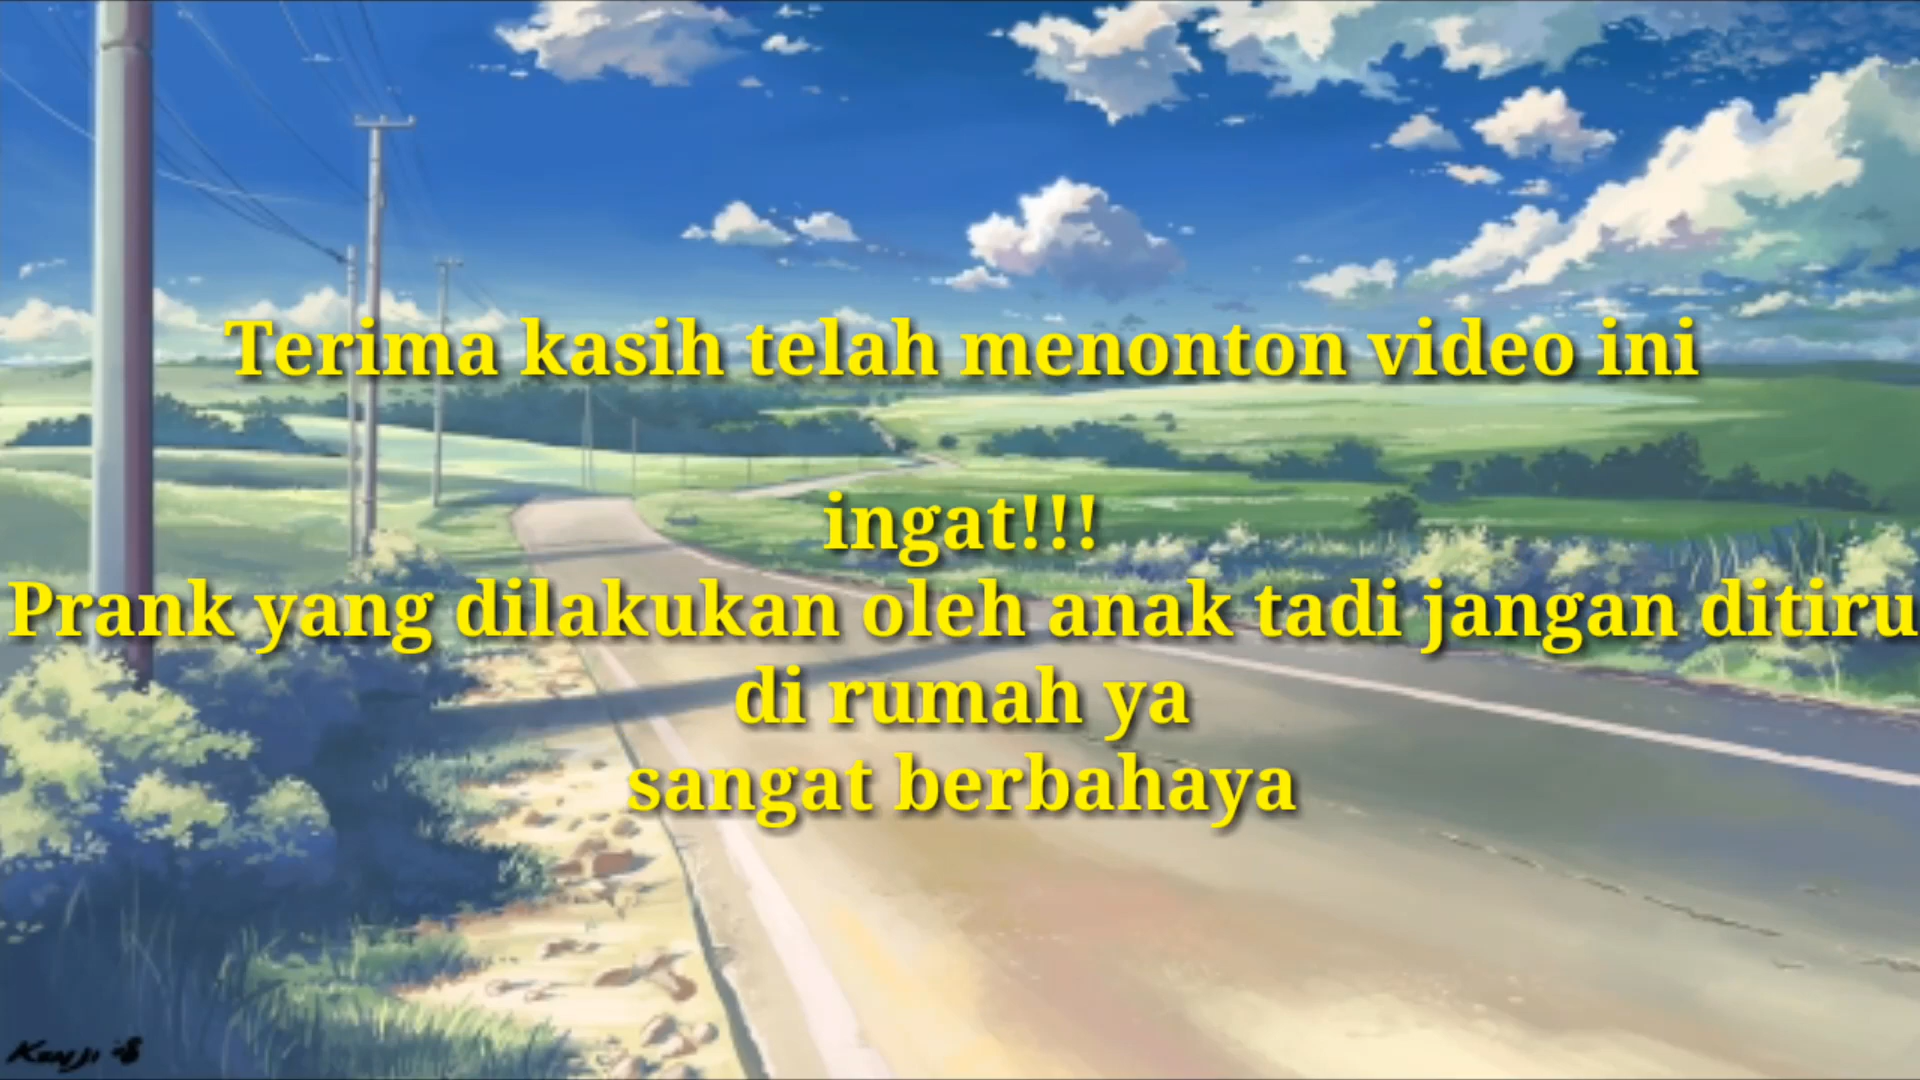 Terima kasih telah menonton video ini
ingat!!!
Prank yang dilakukan oleh anak tadi jangan ditiru
di rumah ya
sangat berbahaya